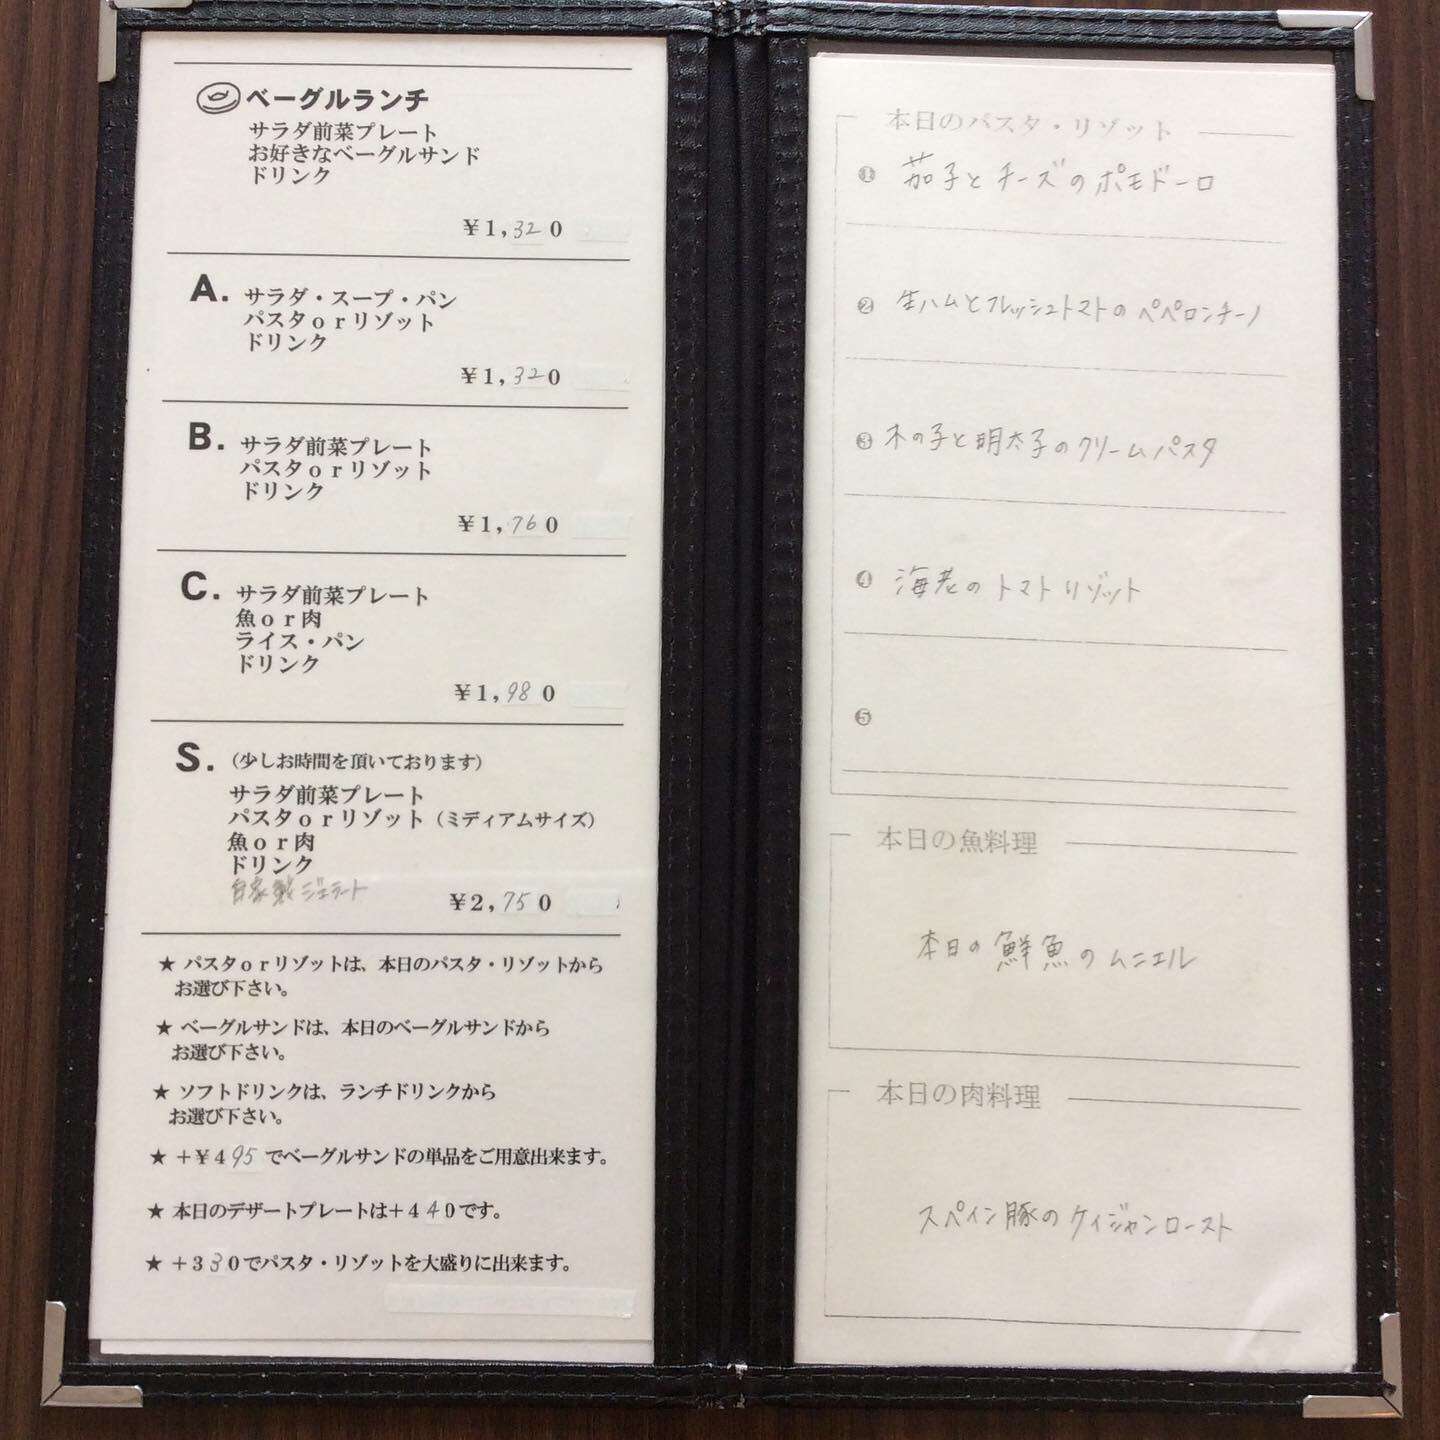 ベーグルランチ
サラダ前菜プレート
お好きなベーグルサンド
ドリンク
￥1,320
A. サラダ・スープ・パン
パスタorリゾット
ドリンク
￥1,320
B. サラダ前菜プレート
パスタorリゾット
ドリンク
￥1,760
C. サラダ前菜プレート
魚or肉
ライス・パン
ドリンク
￥1,980
S. (少しお時間を頂いております)
サラダ前菜プレート
パスタorリゾット(ミディアムサイズ)
魚or肉
ドリンク
自家製ジェラート
￥2,750
★ パスタorリゾットは、本日のパスタ・リゾットから
お選び下さい。
★ ベーグルサンドは、本日のベーグルサンドから
お選び下さい。
★ ソフトドリンクは、ランチドリンクから
お選び下さい。
★ +￥495でベーグルサンドの単品をご用意出来ます。
★ 本日のデザートプレートは+440です。
★ +330でパスタ・リゾットを大盛りに出来ます。
本日のパスタ・リゾット
❶ 茄子とチーズのポモドーロ
❷ 生ハムとフレッシュトマトのペペロンチーノ
❸ 木の子と明太子のクリームパスタ
❹ 海老のトマトリゾット
❺
本日の魚料理
本日の鮮魚のムニエル
本日の肉料理
スペイン豚のケイジャンロースト